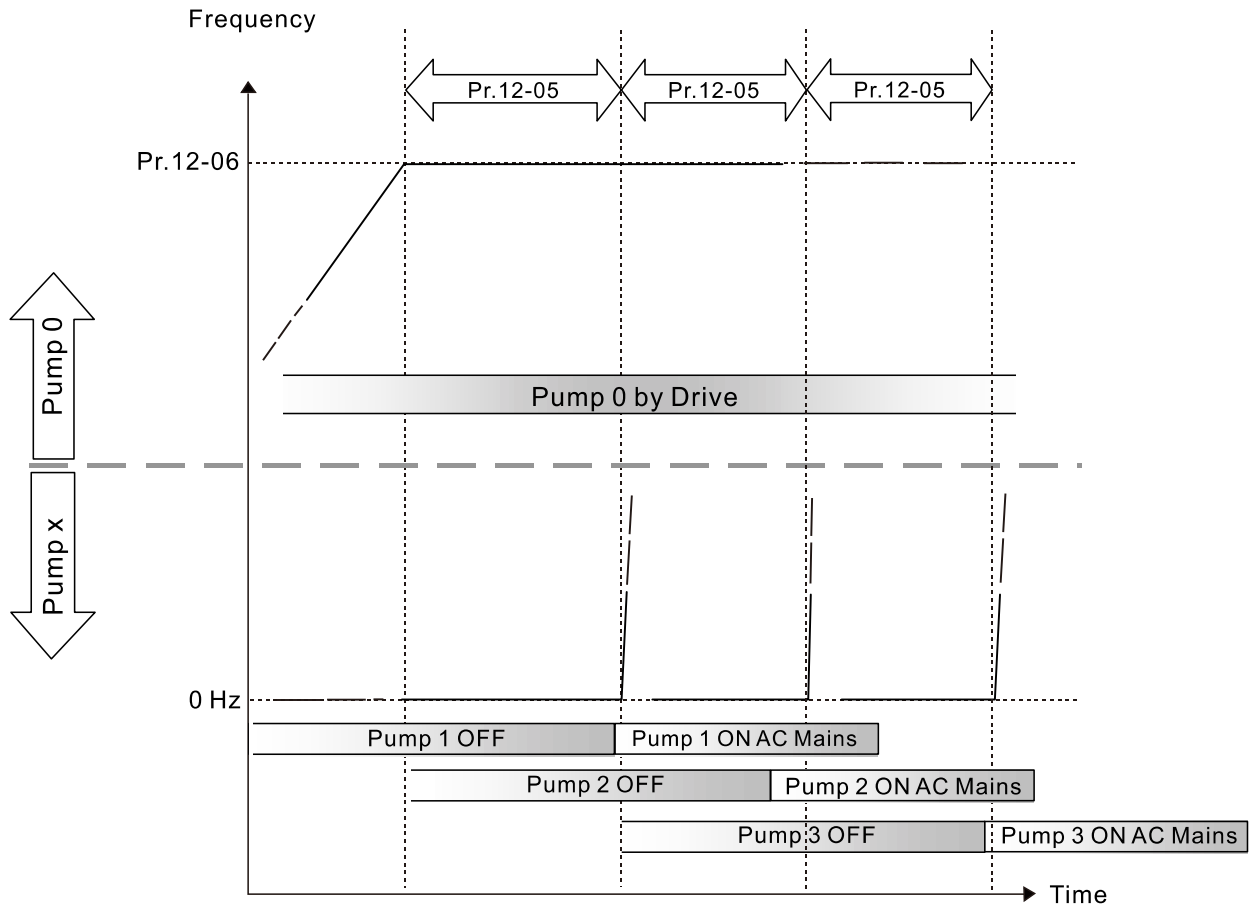 Frequency
Pr.12-05
Pr.12-05
Pr.12-05
Pr.12-06
Pump 0
Pump 0 by Drive
Pump x
0 Hz
Pump 1 OFF
Pump 1 ON AC Mains
Pump 2 OFF
Pump 2 ON AC Mains
Pump 3 OFF
Pump 3 ON AC Mains
Time